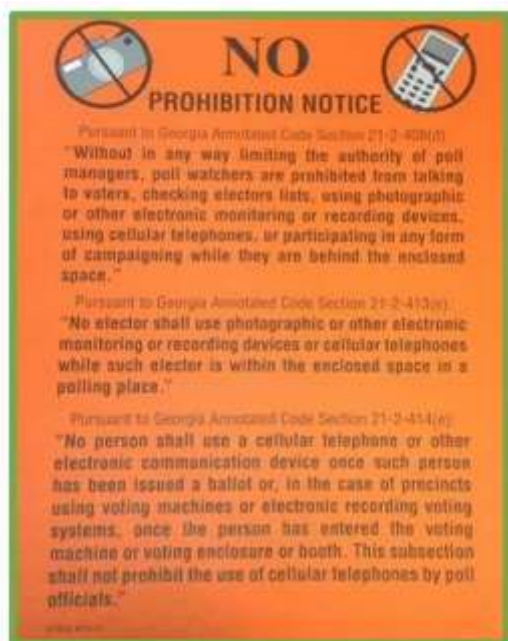 NO
PROHIBITION NOTICE
Pursuant to Georgia Annotated Code Section 21-2-408(d)
"Without in any way limiting the authority of poll
managers, poll watchers are prohibited from talking
to voters, checking electors lists, using photographic
or other electronic monitoring or recording devices,
using cellular telephones, or participating in any form
of campaigning while they are behind the enclosed
space."
Pursuant to Georgia Annotated Code Section 21-2-413(e):
"No elector shall use photographic or other electronic
monitoring or recording devices or cellular telephones
while such elector is within the enclosed space in a
polling place."
Pursuant to Georgia Annotated Code Section 21-2-414(e):
"No person shall use a cellular telephone or other
electronic communication device once such person
has been issued a ballot or, in the case of precincts
using voting machines or electronic recording voting
systems, once the person has entered the voting
machine or voting enclosure or booth. This subsection
shall not prohibit the use of cellular telephones by poll
officials."